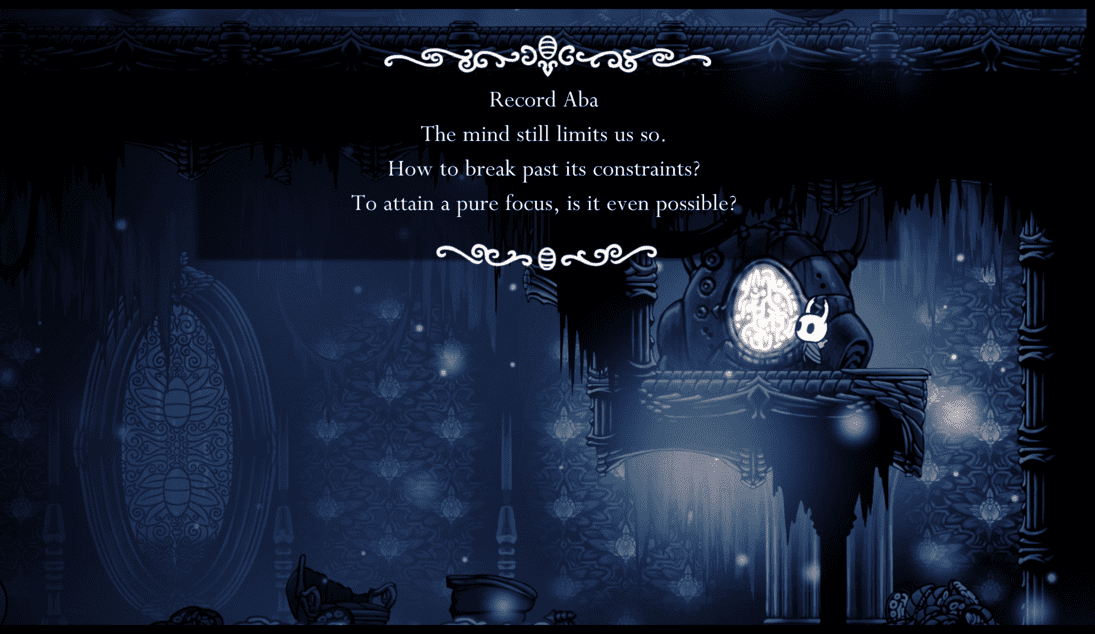 Record Aba
The mind still limits us so.
How to break past its constraints?
To attain a pure focus, is it even possible?